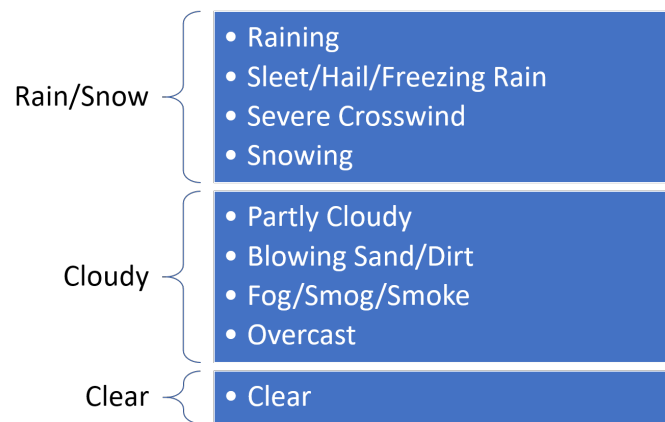 Rain/Snow
• Raining
• Sleet/Hail/Freezing Rain
• Severe Crosswind
• Snowing
Cloudy
• Partly Cloudy
• Blowing Sand/Dirt
• Fog/Smog/Smoke
• Overcast
Clear
• Clear